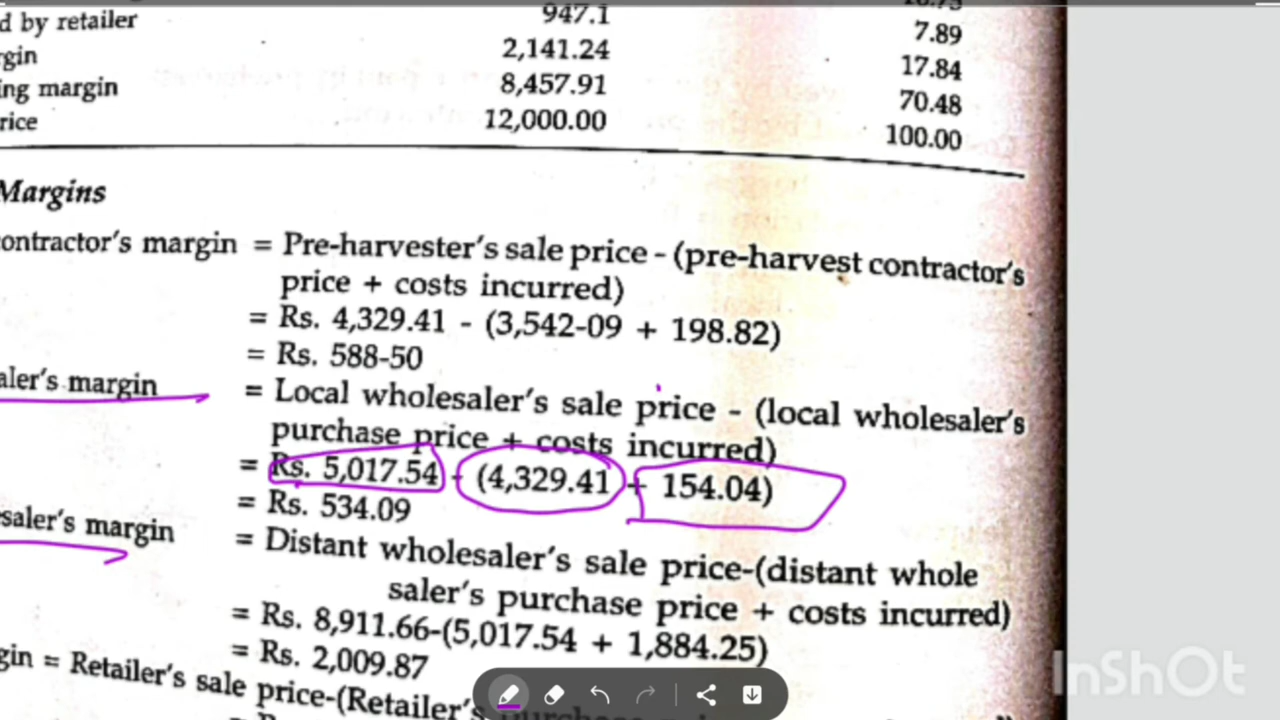 d by retailer 947.1
7.89
gin 2,141.24 17.84
ing margin 8,457.91 70.48
rice 12,000.00 100.00
Margins
ontractor's margin = Pre-harvester's sale price - (pre-harvest contractor's
price + costs incurred)
= Rs. 4,329.41 - (3,542-09 + 198.82)
= Rs. 588-50
aler's margin = Local wholesaler's sale price - (local wholesaler's
purchase price + costs incurred)
= Rs. 5,017.54 - (4,329.41 + 154.04)
= Rs. 534.09
saler's margin = Distant wholesaler's sale price-(distant whole
saler's purchase price + costs incurred)
= Rs. 8,911.66-(5,017.54 + 1,884.25)
= Rs. 2,009.87
gin = Retailer's sale price-(Retailer's
InShOt